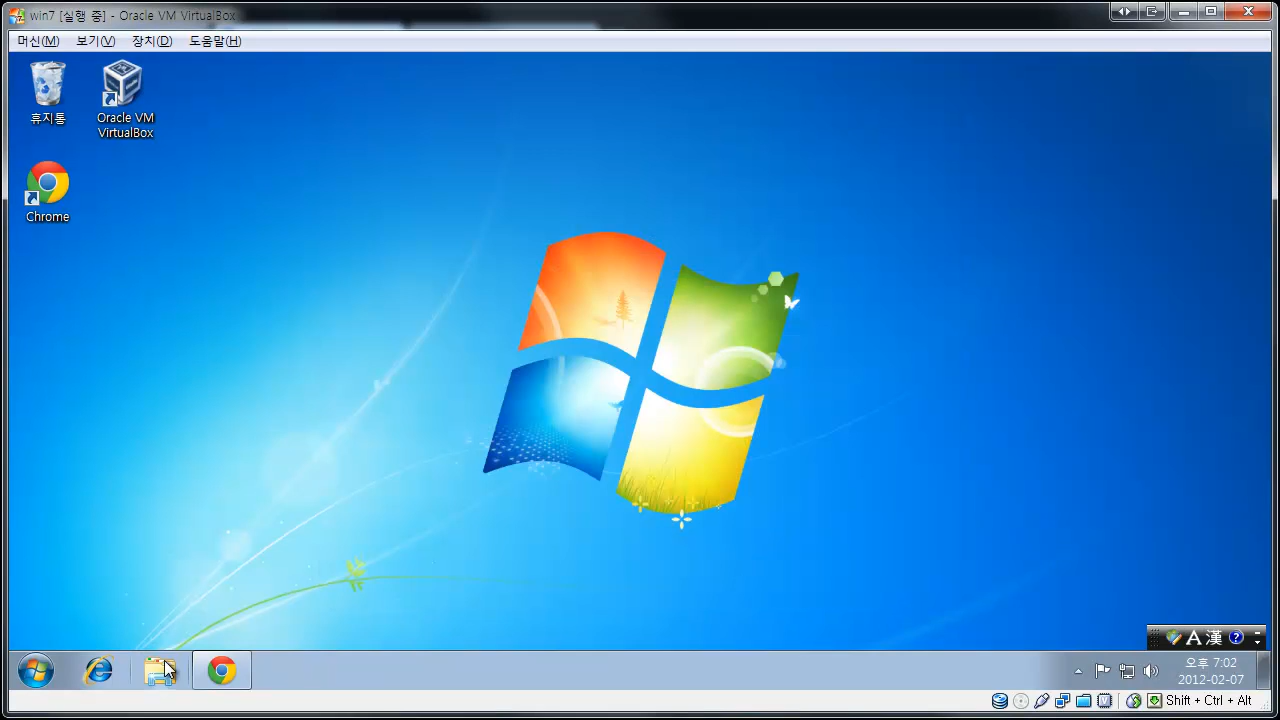 win7 [실행 중] - Oracle VM VirtualBox
머신(M) 보기(V) 장치(D) 도움말(H)
휴지통
Oracle VM
VirtualBox
Chrome
A 漢 ?
오후 7:02
2012-02-07
Shift + Ctrl + Alt